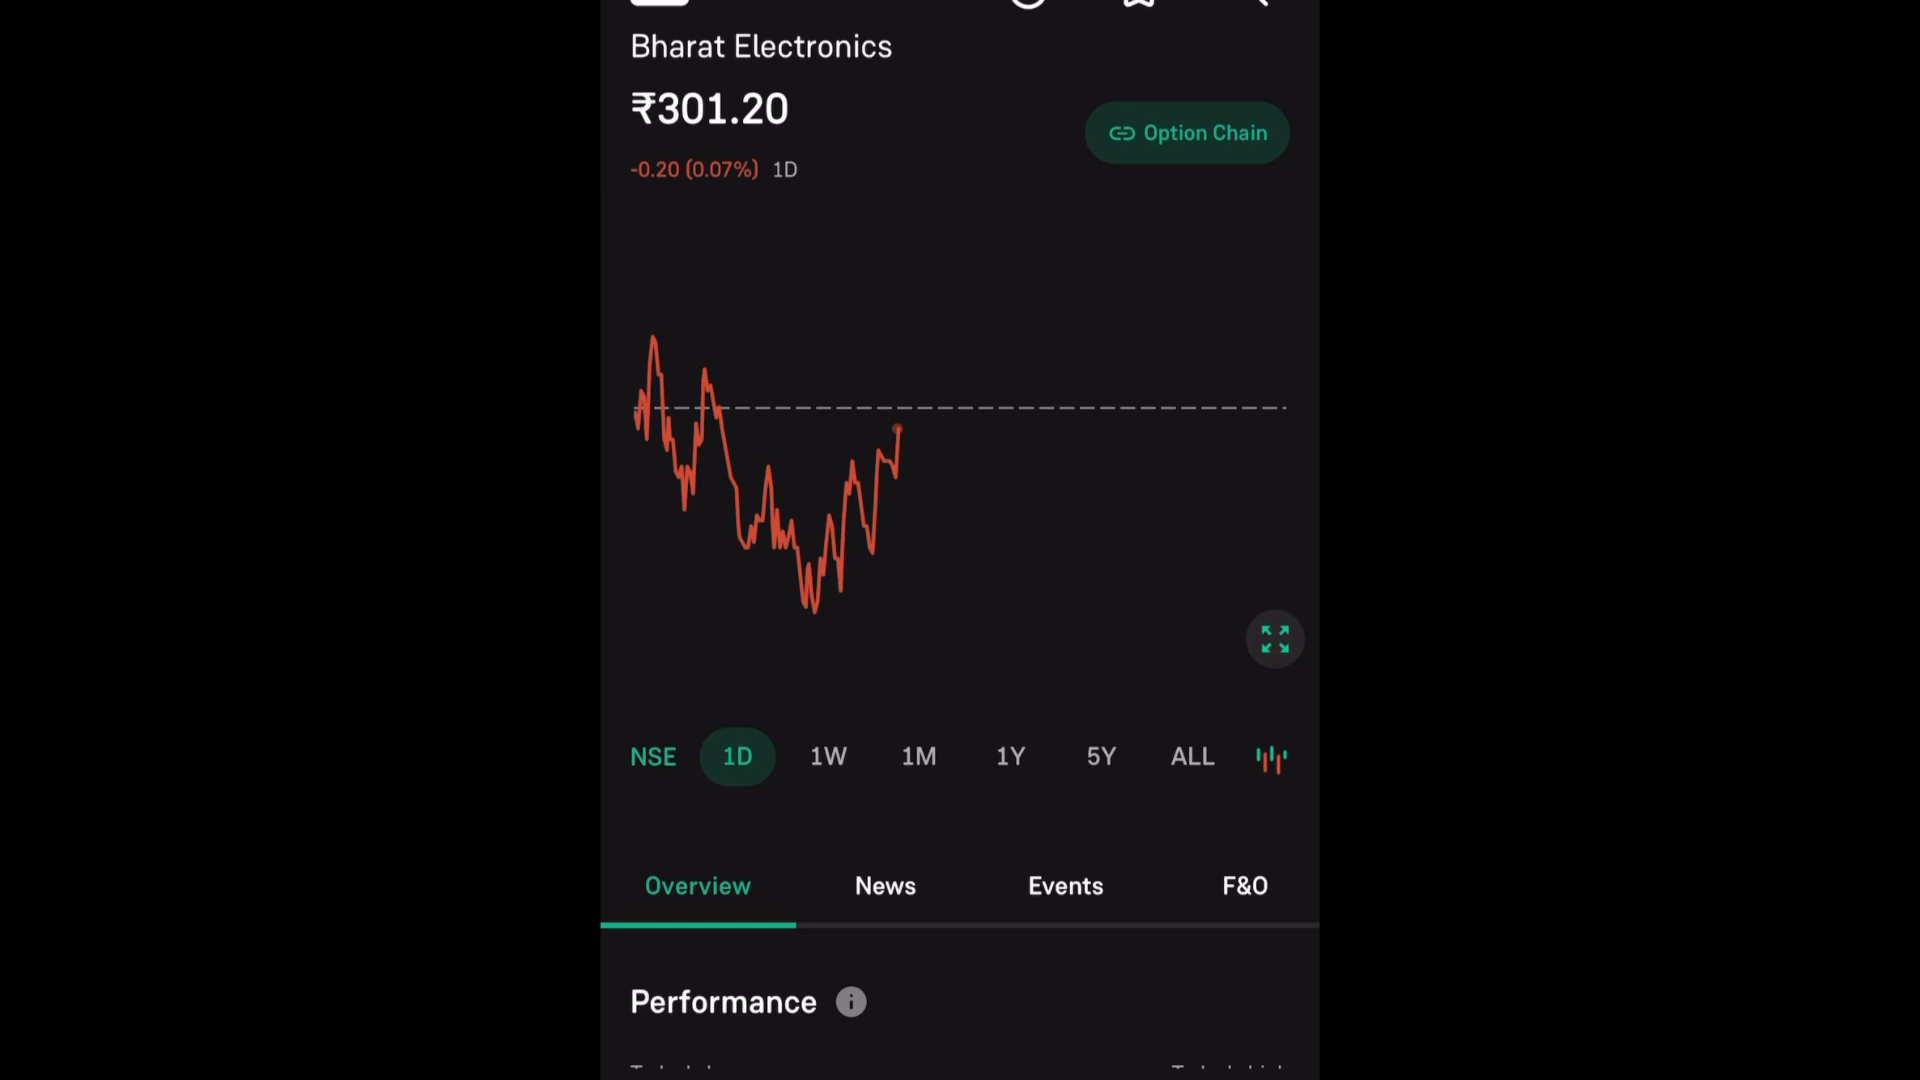 Bharat Electronics
₹301.20
Option Chain
-0.20 (0.07%) 1D
NSE 1D 1W 1M 1Y 5Y ALL
Overview News Events F&O
Performance